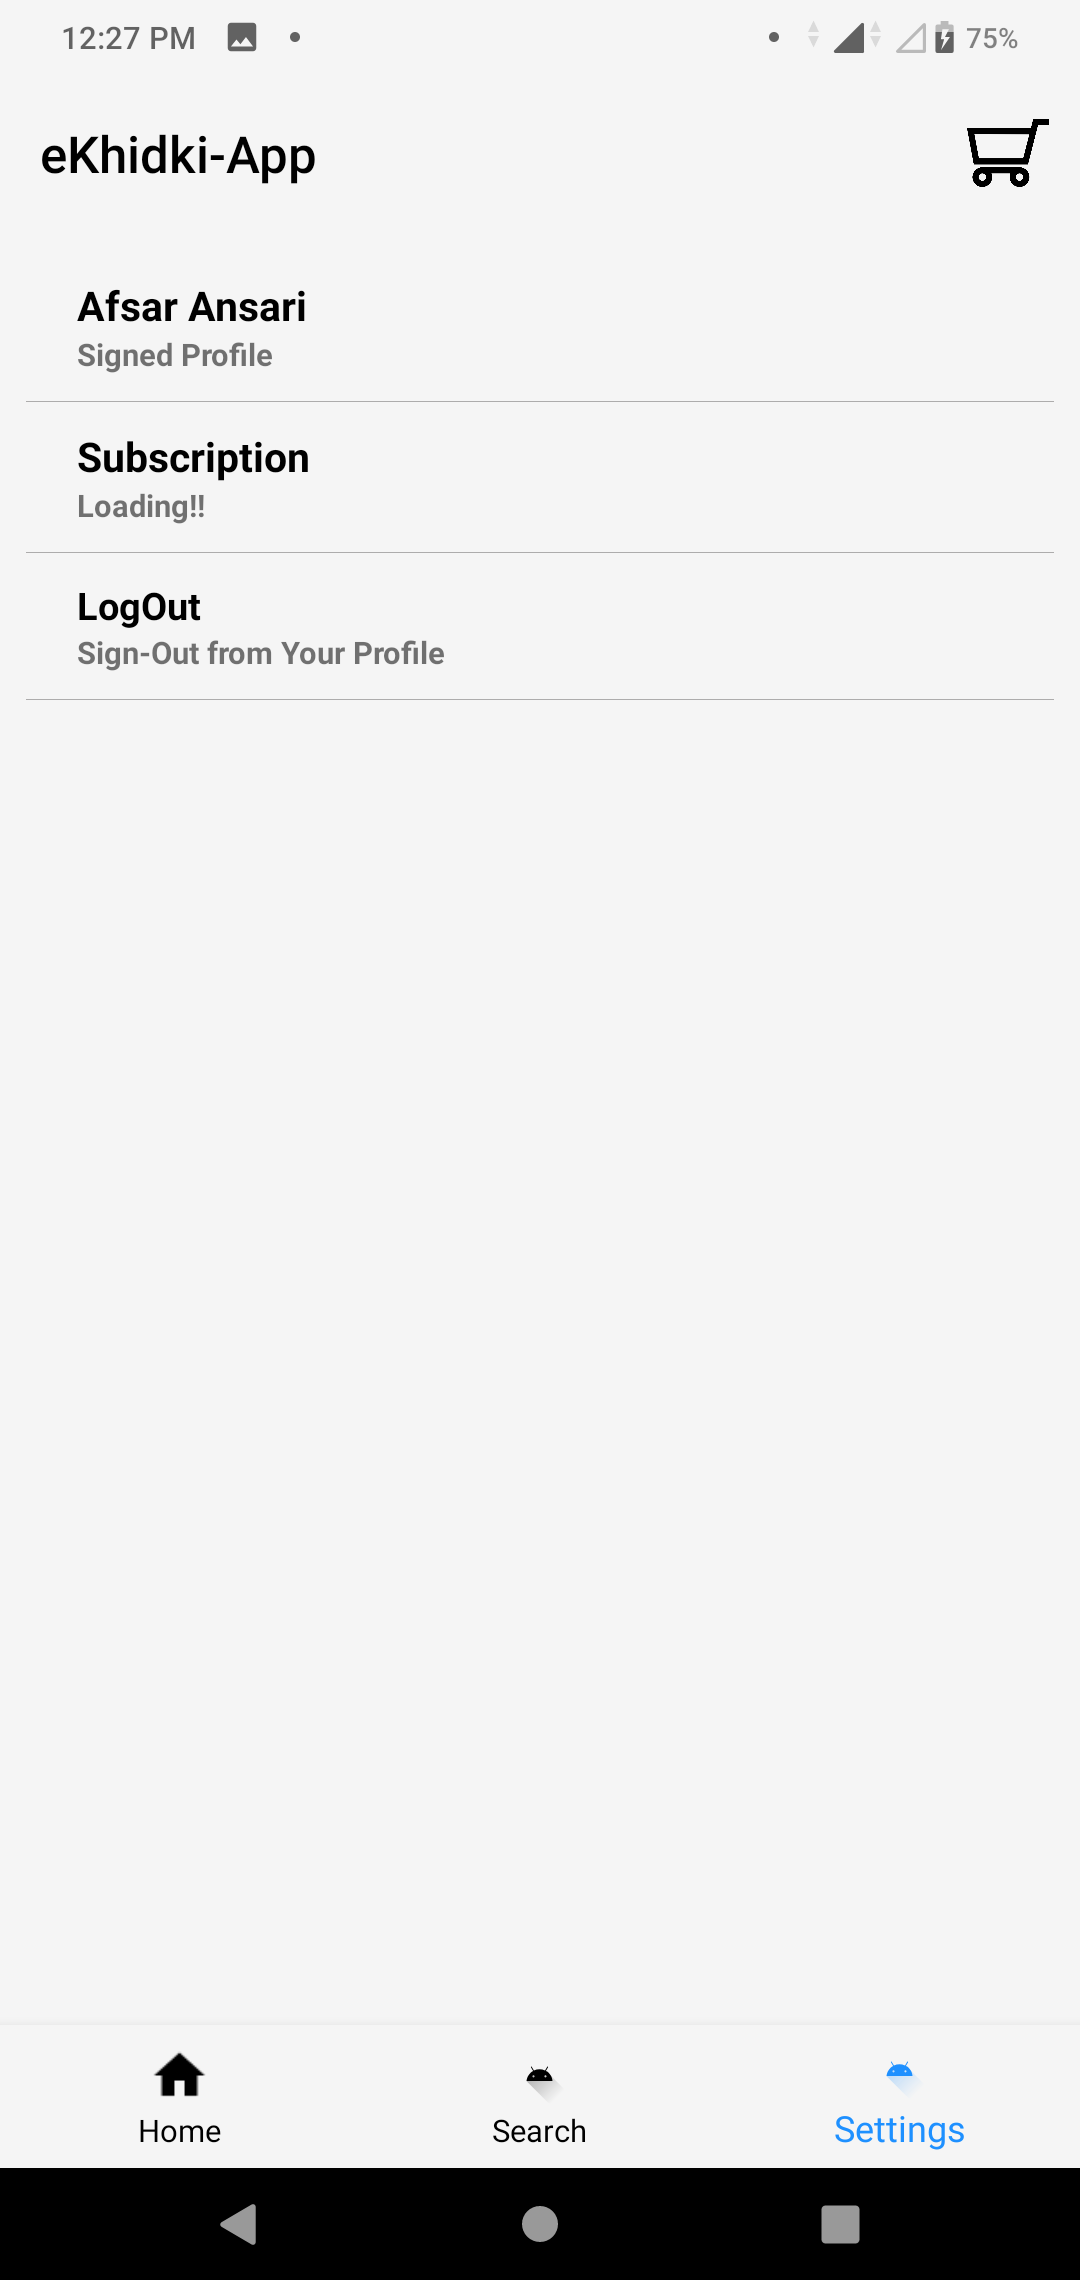 12:27 PM
75%
eKhidki-App
Afsar Ansari
Signed Profile
Subscription
Loading!!
LogOut
Sign-Out from Your Profile
Home
Search
Settings